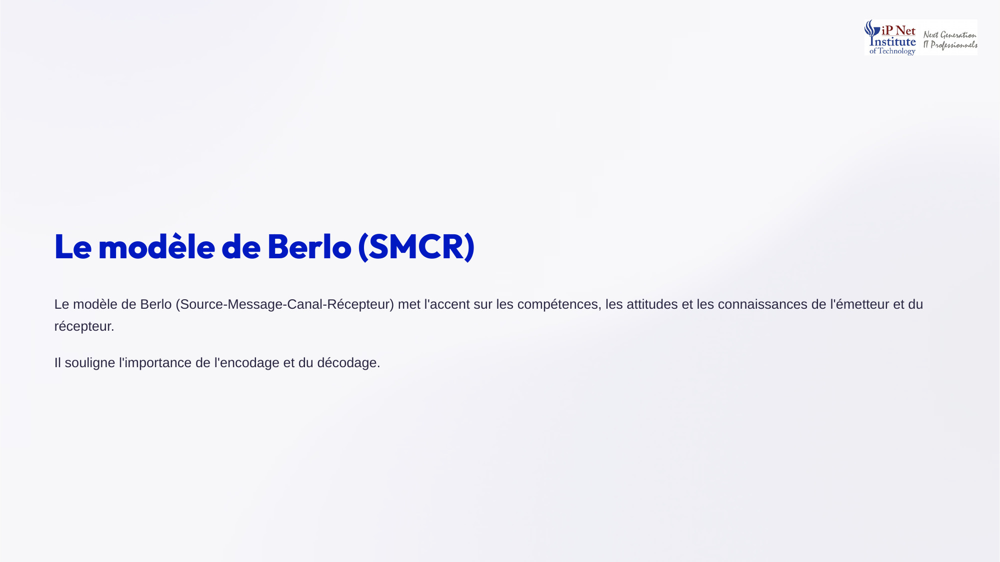 iP Net
Institute
of Technology
Next Generation
IT Professionnels
Le modèle de Berlo (SMCR)
Le modèle de Berlo (Source-Message-Canal-Récepteur) met l'accent sur les compétences, les attitudes et les connaissances de l'émetteur et du
récepteur.
Il souligne l'importance de l'encodage et du décodage.